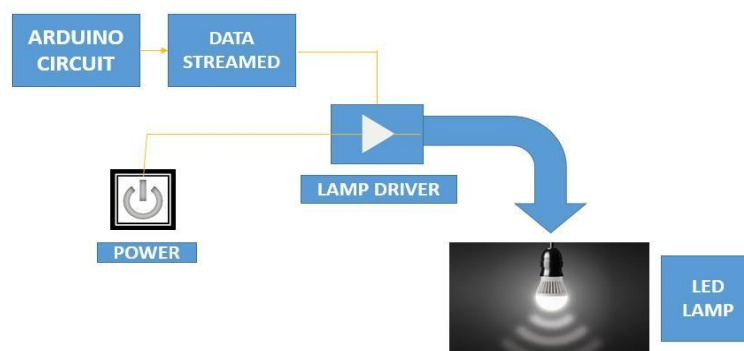 ARDUINO
CIRCUIT
DATA
STREAMED
LAMP DRIVER
POWER
LED
LAMP